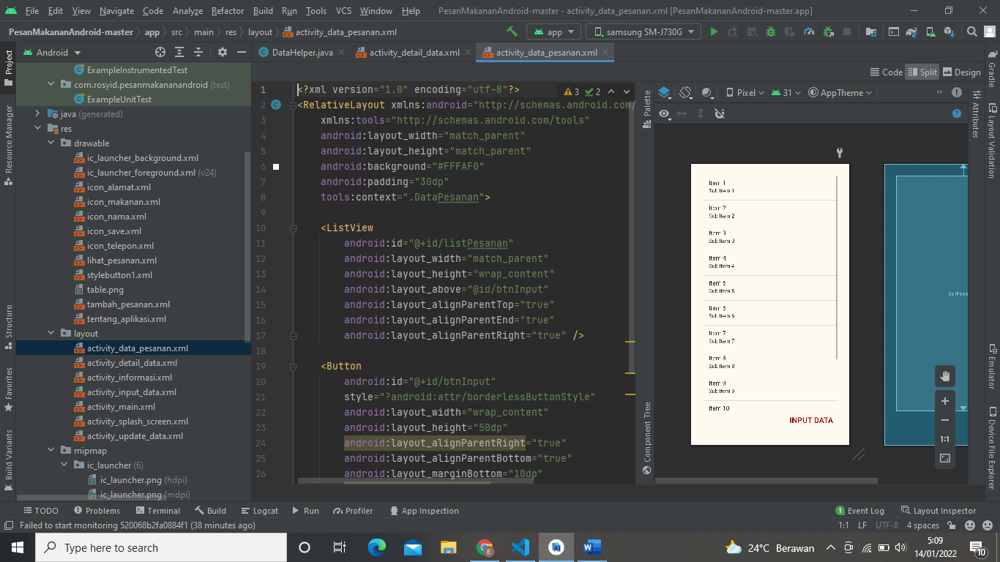 File Edit View Navigate Code Analyze Refactor Build Run Tools VCS Window Help PesanMakananAndroid-master - activity_data_pesanan.xml [PesanMakananAndroid-master.app]
PesanMakananAndroid-master app src main res layout activity_data_pesanan.xml app samsung SM-J730G
Android DataHelper.java activity_detail_data.xml activity_data_pesanan.xml
Code Split Design
Project
Resource Manager
Structure
Favorites
Build Variants
ExampleInstrumentedTest
com.rosyid.pesanmakananandroid (test)
ExampleUnitTest
java (generated)
res
drawable
ic_launcher_background.xml
ic_launcher_foreground.xml (v24)
icon_alamat.xml
icon_makanan.xml
icon_nama.xml
icon_save.xml
icon_telepon.xml
lihat_pesanan.xml
stylebutton1.xml
table.png
tambah_pesanan.xml
tentang_aplikasi.xml
layout
activity_data_pesanan.xml
activity_detail_data.xml
activity_informasi.xml
activity_input_data.xml
activity_main.xml
activity_splash_screen.xml
activity_update_data.xml
mipmap
ic_launcher (6)
ic_launcher.png (hdpi)
ic_launcher.png (mdpi)
1 <?xml version="1.0" encoding="utf-8"?> 3 2
2 <RelativeLayout xmlns:android="http://schemas.android.com/
3 xmlns:tools="http://schemas.android.com/tools"
4 android:layout_width="match_parent"
5 android:layout_height="match_parent"
6 android:background="#FFFAF0"
7 android:padding="30dp"
8 tools:context=".DataPesanan">
9
10 <ListView
11 android:id="@+id/listPesanan"
12 android:layout_width="match_parent"
13 android:layout_height="wrap_content"
14 android:layout_above="@id/btnInput"
15 android:layout_alignParentTop="true"
16 android:layout_alignParentEnd="true"
17 android:layout_alignParentRight="true" />
18
19 <Button
20 android:id="@+id/btnInput"
21 style="?android:attr/borderlessButtonStyle"
22 android:layout_width="wrap_content"
23 android:layout_height="50dp"
24 android:layout_alignParentRight="true"
25 android:layout_alignParentBottom="true"
26 android:layout_marginBottom="10dp"
Palette
Component Tree
Pixel 31 AppTheme
Item 1
Sub Item 1
Item 2
Sub Item 2
Item 3
Sub Item 3
Item 4
Sub Item 4
Item 5
Sub Item 5
Item 6
Sub Item 6
Item 7
Sub Item 7
Item 8
Sub Item 8
Item 9
Sub Item 9
Item 10
INPUT DATA
listPesa
1:1
Attributes
Gradle
Layout Validation
Emulator
Device File Explorer
TODO Problems Terminal Build Logcat Run Profiler App Inspection 1 Event Log Layout Inspector
Failed to start monitoring 520068b2fa0884f1 (38 minutes ago) 1:1 LF UTF-8 4 spaces
Type here to search 24°C Berawan 5:09
14/01/2022 10